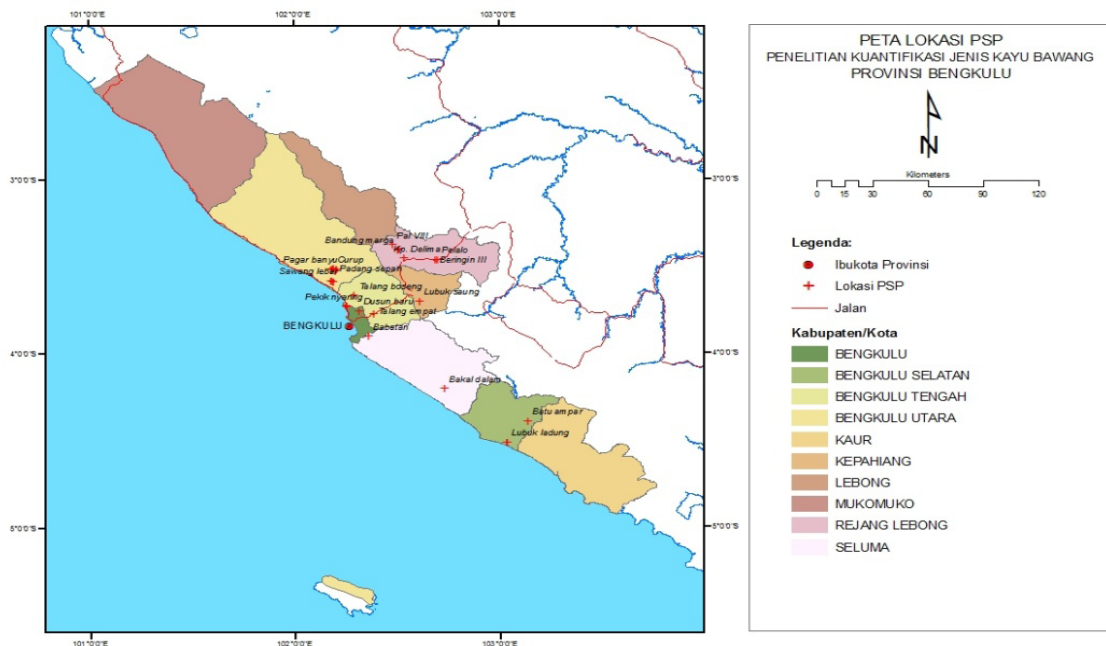 101°0'0"E
102°0'0"E
103°0'0"E
3°0'0"S
3°0'0"S
4°0'0"S
4°0'0"S
5°0'0"S
5°0'0"S
Pal VIII
Bandung marga
Kp. Delima
Pelalo
Beringin III
Pagar banyu
Curup
Padang sepan
Sawang lebar
Talang boseng
Lubuk saung
Pekik nyaring
Dusun baru
Talang empat
BENGKULU
Babatan
Bakal dalam
Batu ampar
Lubuk ladung
101°0'0"E
102°0'0"E
103°0'0"E
PETA LOKASI PSP
PENELITIAN KUANTIFIKASI JENIS KAYU BAWANG
PROVINSI BENGKULU
N
Kilometers
0 15 30 60 90 120
Legenda:
Ibukota Provinsi
Lokasi PSP
Jalan
Kabupaten/Kota
BENGKULU
BENGKULU SELATAN
BENGKULU TENGAH
BENGKULU UTARA
KAUR
KEPAHIANG
LEBONG
MUKOMUKO
REJANG LEBONG
SELUMA